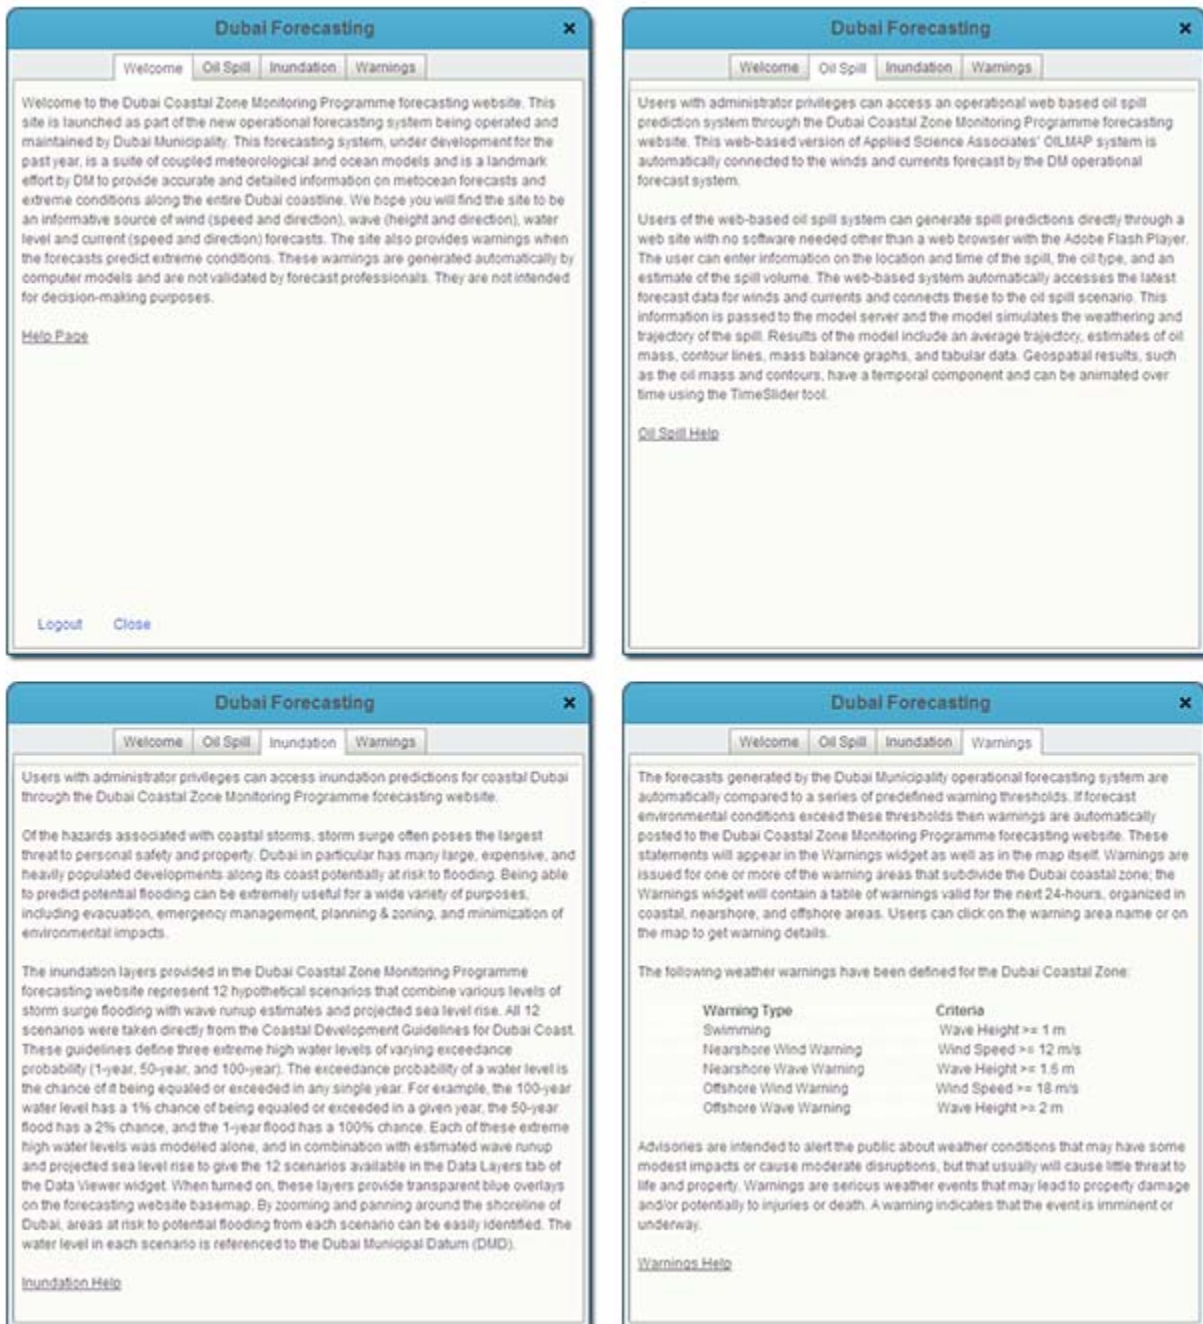 Dubai Forecasting ×
Welcome Oil Spill Inundation Warnings
Welcome to the Dubai Coastal Zone Monitoring Programme forecasting website. This
site is launched as part of the new operational forecasting system being operated and
maintained by Dubai Municipality. This forecasting system, under development for the
past year, is a suite of coupled meteorological and ocean models and is a landmark
effort by DM to provide accurate and detailed information on metocean forecasts and
extreme conditions along the entire Dubai coastline. We hope you will find the site to be
an informative source of wind (speed and direction), wave (height and direction), water
level and current (speed and direction) forecasts. The site also provides warnings when
the forecasts predict extreme conditions. These warnings are generated automatically by
computer models and are not validated by forecast professionals. They are not intended
for decision-making purposes.
Help Page
Logout Close
Dubai Forecasting ×
Welcome Oil Spill Inundation Warnings
Users with administrator privileges can access an operational web based oil spill
prediction system through the Dubai Coastal Zone Monitoring Programme forecasting
website. This web-based version of Applied Science Associates' OILMAP system is
automatically connected to the winds and currents forecast by the DM operational
forecast system.
Users of the web-based oil spill system can generate spill predictions directly through a
web site with no software needed other than a web browser with the Adobe Flash Player.
The user can enter information on the location and time of the spill, the oil type, and an
estimate of the spill volume. The web-based system automatically accesses the latest
forecast data for winds and currents and connects these to the oil spill scenario. This
information is passed to the model server and the model simulates the weathering and
trajectory of the spill. Results of the model include an average trajectory, estimates of oil
mass, contour lines, mass balance graphs, and tabular data. Geospatial results, such
as the oil mass and contours, have a temporal component and can be animated over
time using the TimeSlider tool.
Oil Spill Help
Dubai Forecasting ×
Welcome Oil Spill Inundation Warnings
Users with administrator privileges can access inundation predictions for coastal Dubai
through the Dubai Coastal Zone Monitoring Programme forecasting website.
Of the hazards associated with coastal storms, storm surge often poses the largest
threat to personal safety and property. Dubai in particular has many large, expensive, and
heavily populated developments along its coast potentially at risk to flooding. Being able
to predict potential flooding can be extremely useful for a wide variety of purposes,
including evacuation, emergency management, planning & zoning, and minimization of
environmental impacts.
The inundation layers provided in the Dubai Coastal Zone Monitoring Programme
forecasting website represent 12 hypothetical scenarios that combine various levels of
storm surge flooding with wave runup estimates and projected sea level rise. All 12
scenarios were taken directly from the Coastal Development Guidelines for Dubai Coast.
These guidelines define three extreme high water levels of varying exceedance
probability (1-year, 50-year, and 100-year). The exceedance probability of a water level is
the chance of it being equaled or exceeded in any single year. For example, the 100-year
water level has a 1% chance of being equaled or exceeded in a given year, the 50-year
flood has a 2% chance, and the 1-year flood has a 100% chance. Each of these extreme
high water levels was modeled alone, and in combination with estimated wave runup
and projected sea level rise to give the 12 scenarios available in the Data Layers tab of
the Data Viewer widget. When turned on, these layers provide transparent blue overlays
on the forecasting website basemap. By zooming and panning around the shoreline of
Dubai, areas at risk to potential flooding from each scenario can be easily identified. The
water level in each scenario is referenced to the Dubai Municipal Datum (DMD).
Inundation Help
Dubai Forecasting ×
Welcome Oil Spill Inundation Warnings
The forecasts generated by the Dubai Municipality operational forecasting system are
automatically compared to a series of predefined warning thresholds. If forecast
environmental conditions exceed these thresholds then warnings are automatically
posted to the Dubai Coastal Zone Monitoring Programme forecasting website. These
statements will appear in the Warnings widget as well as in the map itself. Warnings are
issued for one or more of the warning areas that subdivide the Dubai coastal zone; the
Warnings widget will contain a table of warnings valid for the next 24-hours, organized in
coastal, nearshore, and offshore areas. Users can click on the warning area name or on
the map to get warning details.
The following weather warnings have been defined for the Dubai Coastal Zone:
Warning Type Criteria
Swimming Wave Height >= 1 m
Nearshore Wind Warning Wind Speed >= 12 m/s
Nearshore Wave Warning Wave Height >= 1.6 m
Offshore Wind Warning Wind Speed >= 18 m/s
Offshore Wave Warning Wave Height >= 2 m
Advisories are intended to alert the public about weather conditions that may have some
modest impacts or cause moderate disruptions, but that usually will cause little threat to
life and property. Warnings are serious weather events that may lead to property damage
and/or potentially to injuries or death. A warning indicates that the event is imminent or
underway.
Warnings Help